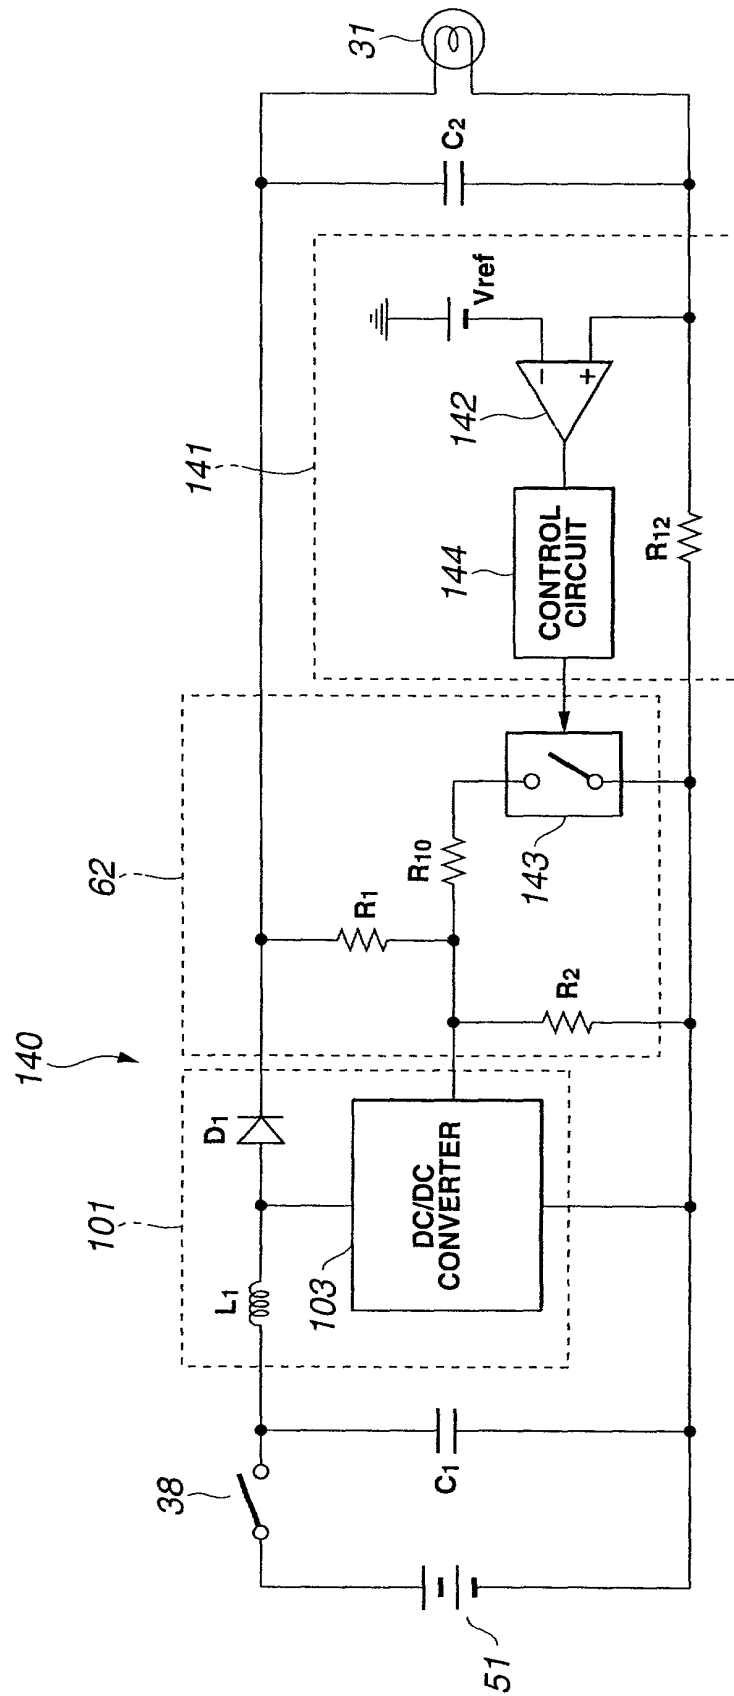 140
101
62
141
38
L1
D1
31
103
DC/DC
CONVERTER
R1
R10
R2
143
144
CONTROL
CIRCUIT
142
−
+
Vref
C1
C2
R12
51